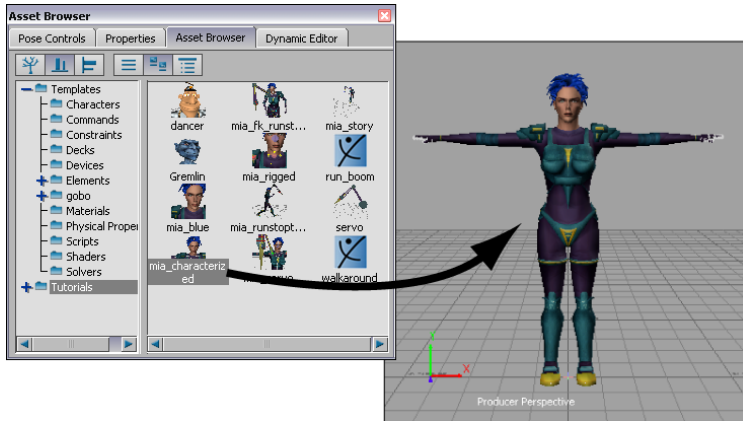 Asset Browser
Pose Controls
Properties
Asset Browser
Dynamic Editor
Templates
Characters
Commands
Constraints
Decks
Devices
Elements
gobo
Materials
Physical Proper
Scripts
Shaders
Solvers
Tutorials
dancer
mia_fk_runst...
mia_story
Gremlin
mia_rigged
run_boom
mia_blue
mia_runstopt...
servo
mia_characteriz
ed
walkaround
Y
X
Producer Perspective